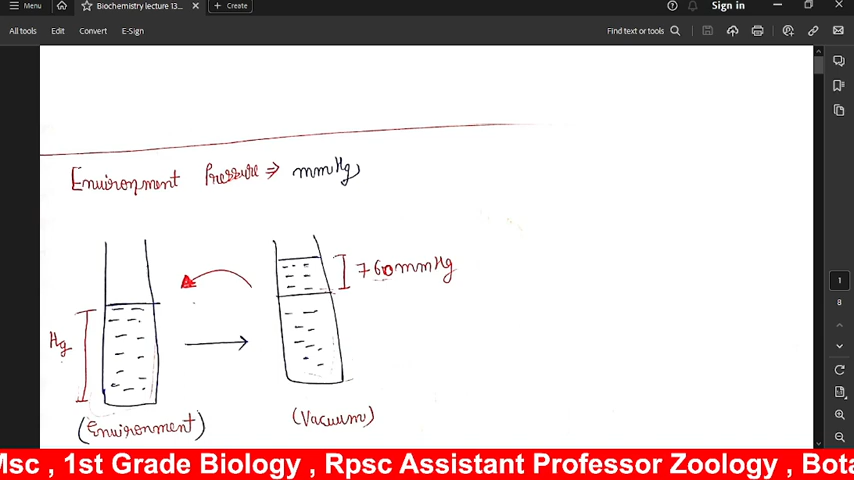 Menu
Biochemistry lecture 13...
Create
Sign in
All tools
Edit
Convert
E-Sign
Find text or tools
Environment Pressure ⇒ mmHg
760mmHg
Hg
(Environment)
(Vacuum)
1
8
Msc , 1st Grade Biology , Rpsc Assistant Professor Zoology , Bota